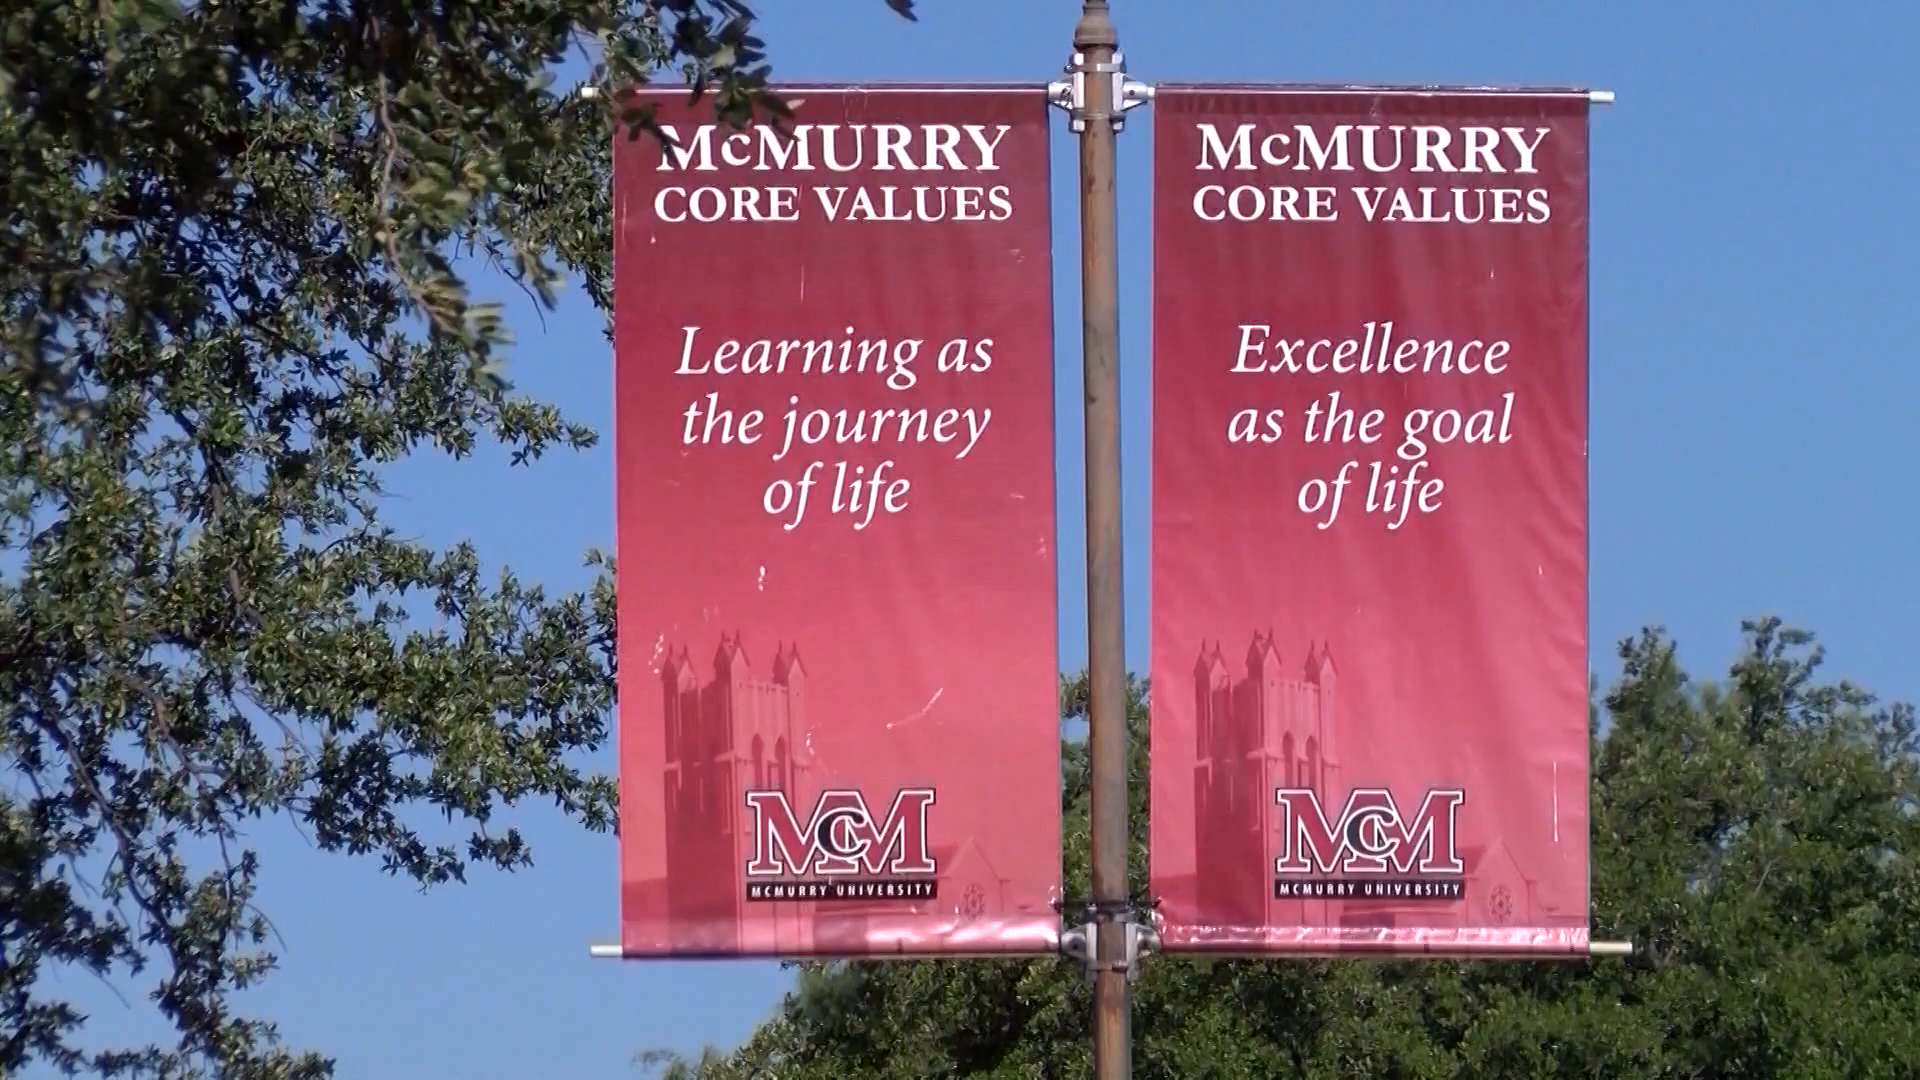 McMURRY
CORE VALUES
Learning as
the journey
of life
McM
MCMURRY UNIVERSITY
McMURRY
CORE VALUES
Excellence
as the goal
of life
McM
MCMURRY UNIVERSITY